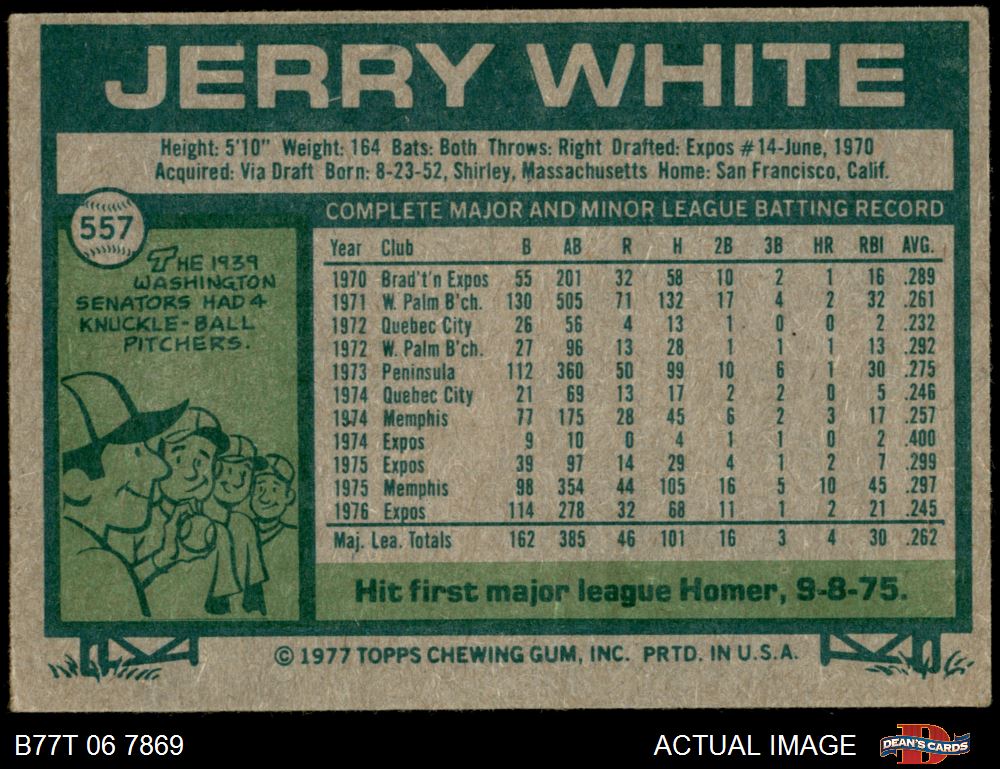 JERRY WHITE
Height: 5'10" Weight: 164 Bats: Both Throws: Right Drafted: Expos #14-June, 1970
Acquired: Via Draft Born: 8-23-52, Shirley, Massachusetts Home: San Francisco, Calif.
557
THE 1939
WASHINGTON
SENATORS HAD 4
KNUCKLE-BALL
PITCHERS.
COMPLETE MAJOR AND MINOR LEAGUE BATTING RECORD
Year Club B AB R H 2B 3B HR RBI AVG.
1970 Brad't'n Expos 55 201 32 58 10 2 1 16 .289
1971 W. Palm B'ch. 130 505 71 132 17 4 2 32 .261
1972 Quebec City 26 56 4 13 1 0 0 2 .232
1972 W. Palm B'ch. 27 96 13 28 1 1 1 13 .292
1973 Peninsula 112 360 50 99 10 6 1 30 .275
1974 Quebec City 21 69 13 17 2 2 0 5 .246
1974 Memphis 77 175 28 45 6 2 3 17 .257
1974 Expos 9 10 0 4 1 1 0 2 .400
1975 Expos 39 97 14 29 4 1 2 7 .299
1975 Memphis 98 354 44 105 16 5 10 45 .297
1976 Expos 114 278 32 68 11 1 2 21 .245
Maj. Lea. Totals 162 385 46 101 16 3 4 30 .262
Hit first major league Homer, 9-8-75.
© 1977 TOPPS CHEWING GUM, INC. PRTD. IN U.S.A.
B77T 06 7869
ACTUAL IMAGE
D
DEAN'S CARDS